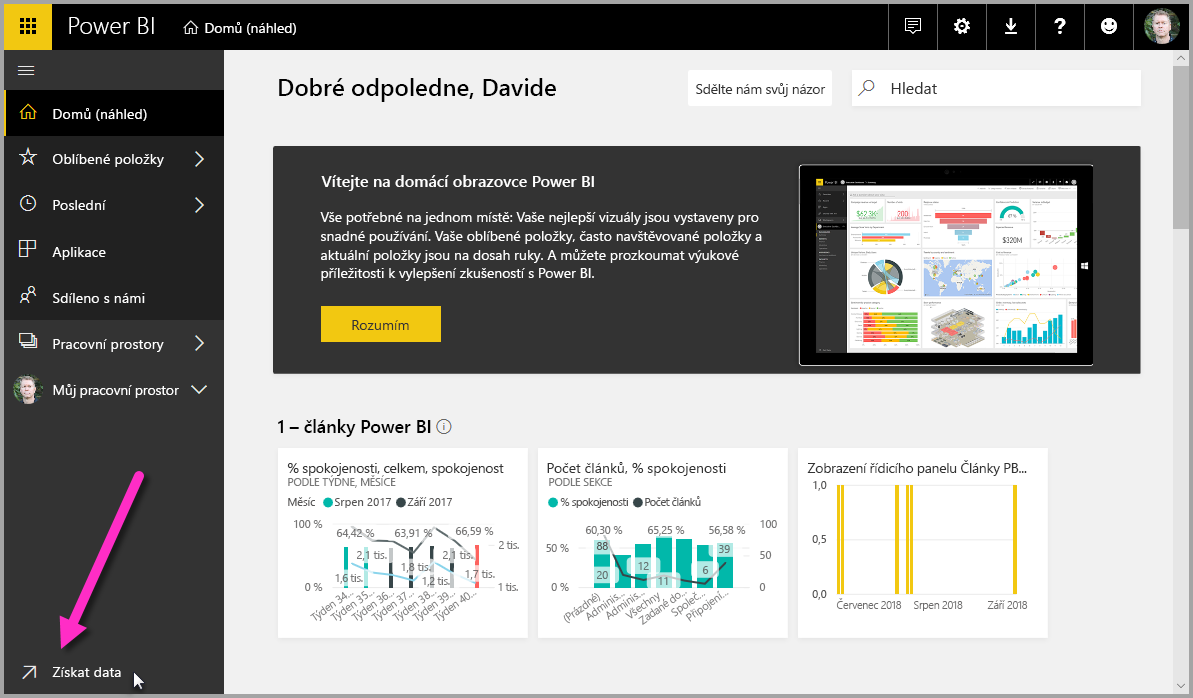 Power BI
Domů (náhled)
Domů (náhled)
Oblíbené položky
Poslední
Aplikace
Sdíleno s námi
Pracovní prostory
Můj pracovní prostor
Získat data
Dobré odpoledne, Davide
Sdělte nám svůj názor
Hledat
Vítejte na domácí obrazovce Power BI
Vše potřebné na jednom místě: Vaše nejlepší vizuály jsou vystaveny pro
snadné používání. Vaše oblíbené položky, často navštěvované položky a
aktuální položky jsou na dosah ruky. A můžete prozkoumat výukové
příležitosti k vylepšení zkušeností s Power BI.
Rozumím
$62.3K
200
67 %
$320M
1 – články Power BI
% spokojenosti, celkem, spokojenost
PODLE TÝDNE, MĚSÍCE
Měsíc Srpen 2017 Září 2017
100 %
0 %
64,42 %
63,91 %
66,59 %
2,1 tis.
2,1 tis.
1,8 tis.
1,6 tis.
1,2 tis.
1,7 tis.
2 tis.
1 tis.
Týden 34...
Týden 35...
Týden 36...
Týden 37...
Týden 38...
Týden 39...
Týden 40...
Počet článků, % spokojenosti
PODLE SEKCE
% spokojenosti Počet článků
50 %
0 %
60,30 %
65,25 %
56,58 %
88
20
12
11
6
39
100
50
0
(Prázdné)
Adminis...
Adminis...
Všechny
Zadané do...
Společ...
Připojení...
Zobrazení řídicího panelu Články PB...
1,0
0,5
0,0
Červenec 2018
Srpen 2018
Září 2018